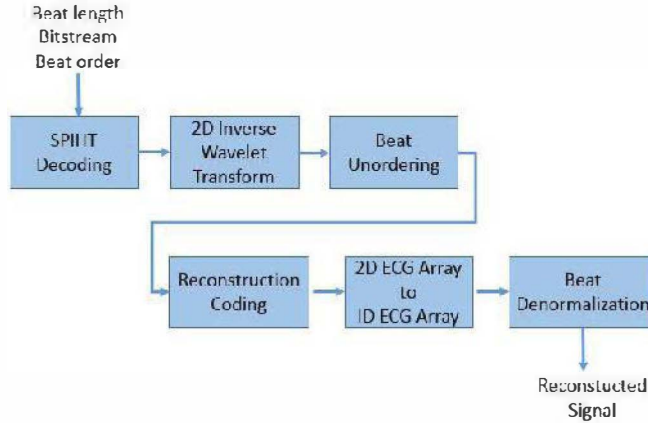 Beat length
Bitstream
Beat order
SPIHT
Decoding
2D Inverse
Wavelet
Transform
Beat
Unordering
Reconstruction
Coding
2D ECG Array
to
ID ECG Array
Beat
Denormalization
Reconstucted
Signal